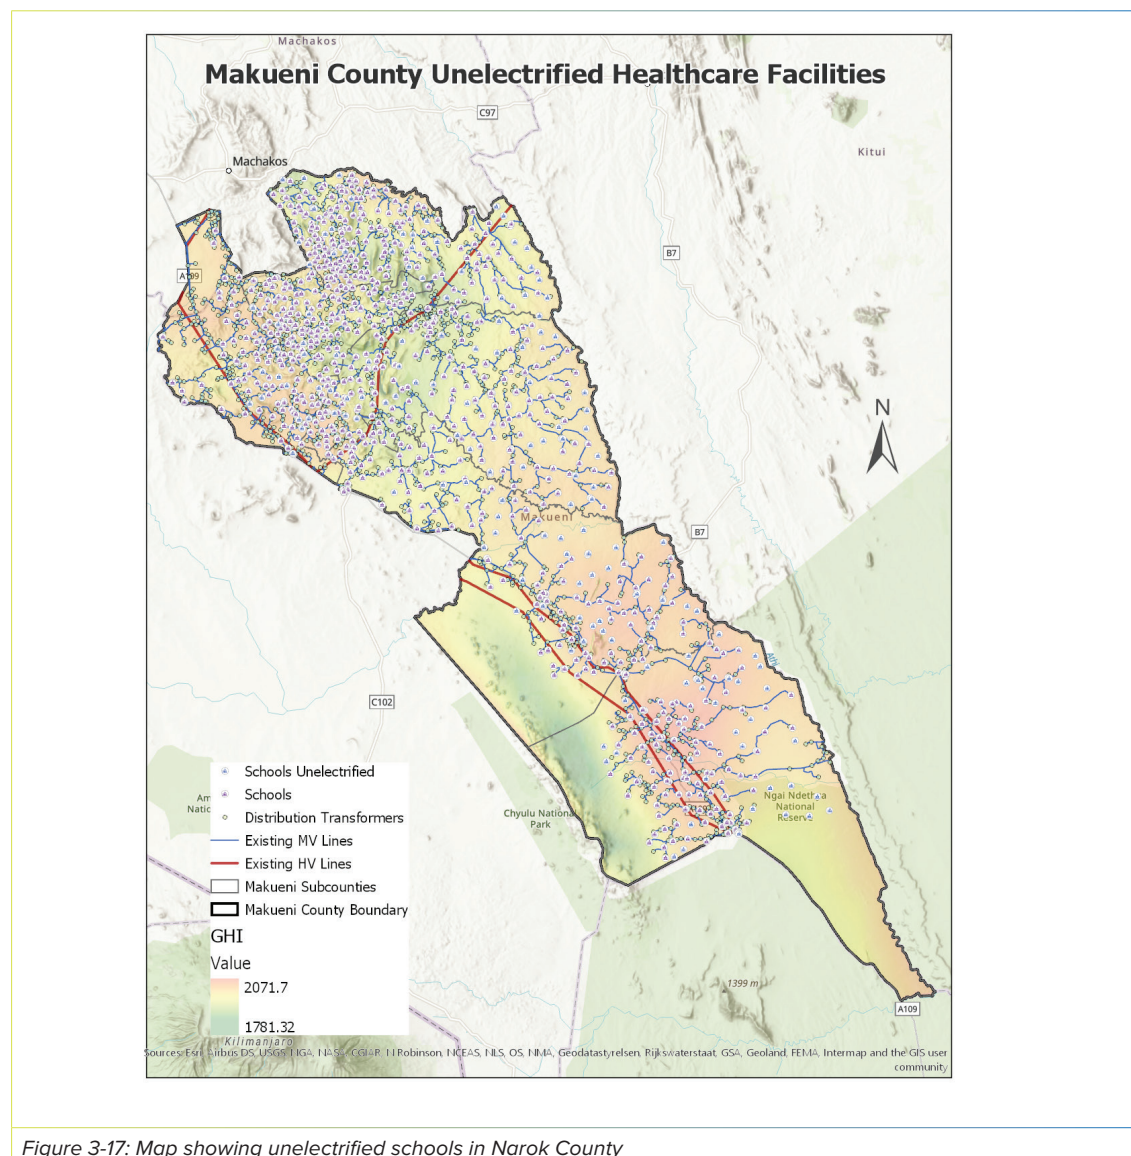 Machakos
Makueni County Unelectrified Healthcare Facilities
C97
Kitui
Machakos
B7
A109
N
Makueni
B7
C102
Schools Unelectrified
Schools
Distribution Transformers
Existing MV Lines
Existing HV Lines
Makueni Subcounties
Makueni County Boundary
GHI
Value
2071.7
1781.32
Chyulu National
Park
Ngai Ndethya
National
Reserve
1399 m
A109
Kilimanjaro
Sources: Esri, Airbus DS, USGS, NGA, NASA, CGIAR, N Robinson, NCEAS, NLS, OS, NMA, Geodatastyrelsen, Rijkswaterstaat, GSA, Geoland, FEMA, Intermap and the GIS user
community
Figure 3-17: Map showing unelectrified schools in Narok County